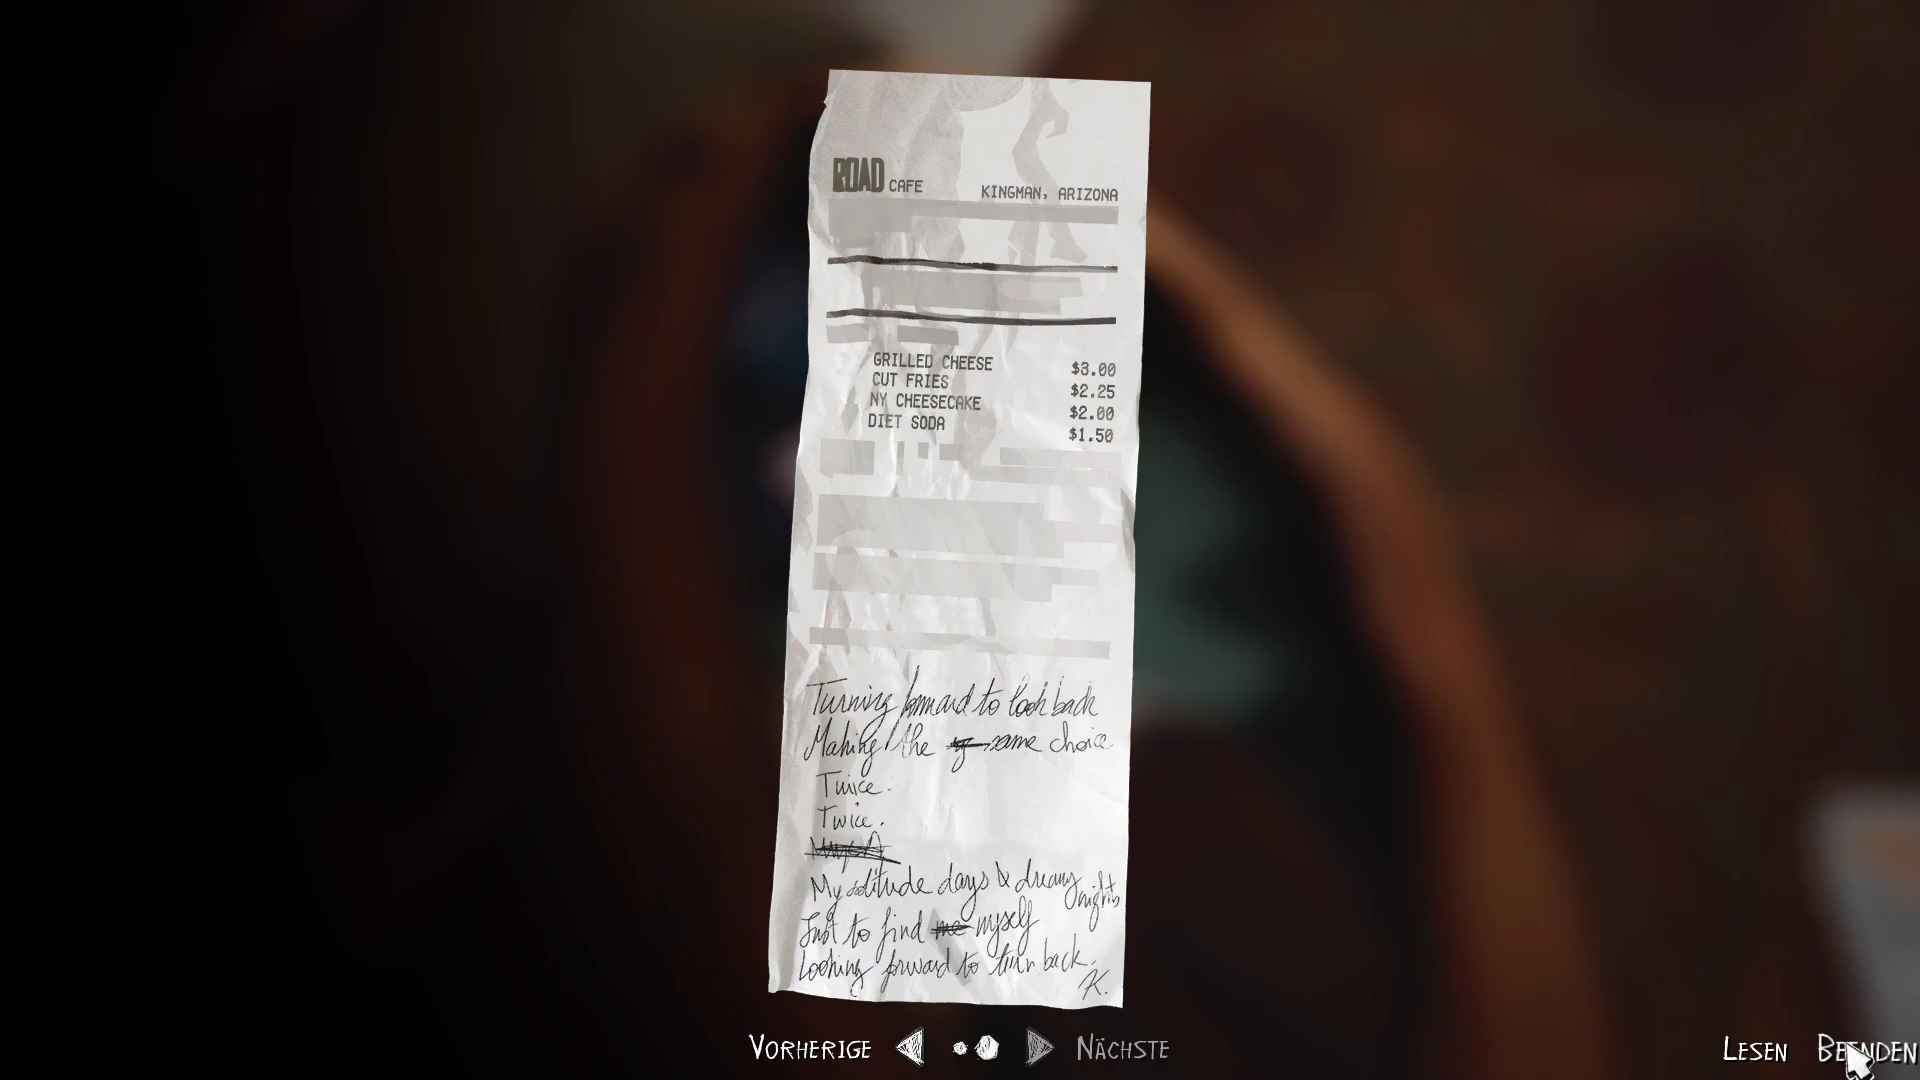 ROAD CAFE KINGMAN, ARIZONA
GRILLED CHEESE $3.00
CUT FRIES $2.25
NY CHEESECAKE $2.00
DIET SODA $1.50
Turning forward to look back
Making the same choice
Twice.
Twice.
My solitude days & dreamy nights
Just to find me myself
Looking forward to turn back.
K.
VORHERIGE NÄCHSTE
LESEN BEENDEN